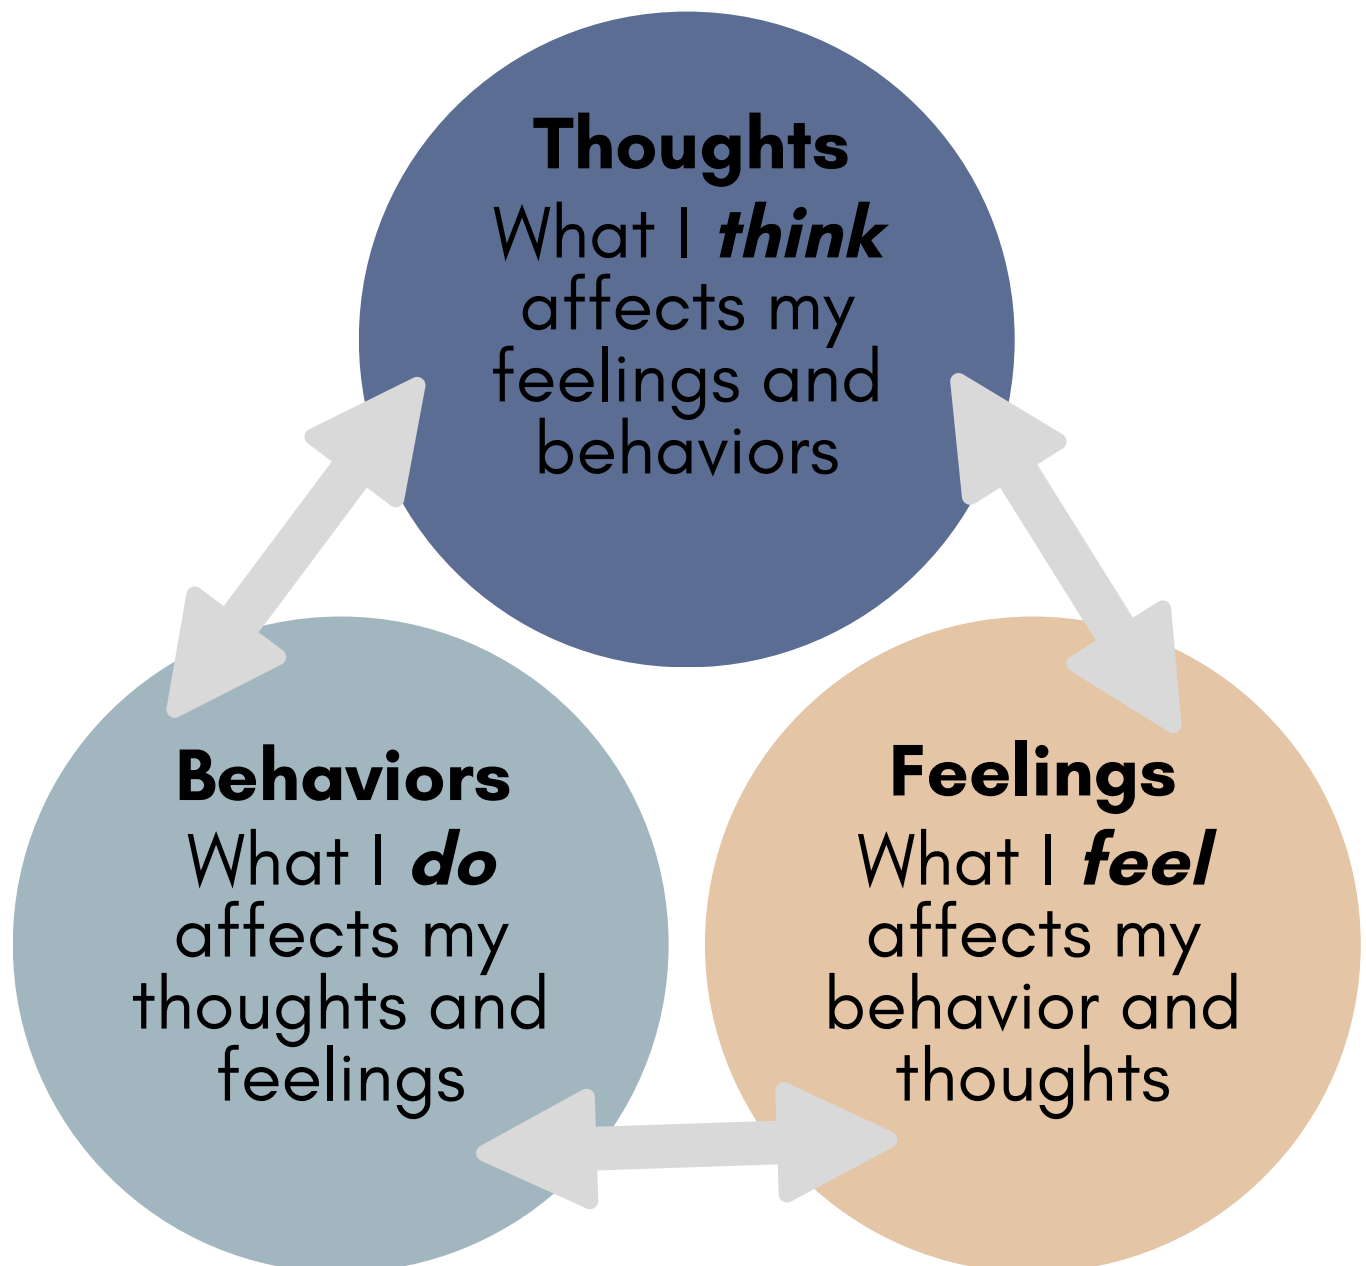 Thoughts
What I think
affects my
feelings and
behaviors
Behaviors
What I do
affects my
thoughts and
feelings
Feelings
What I feel
affects my
behavior and
thoughts